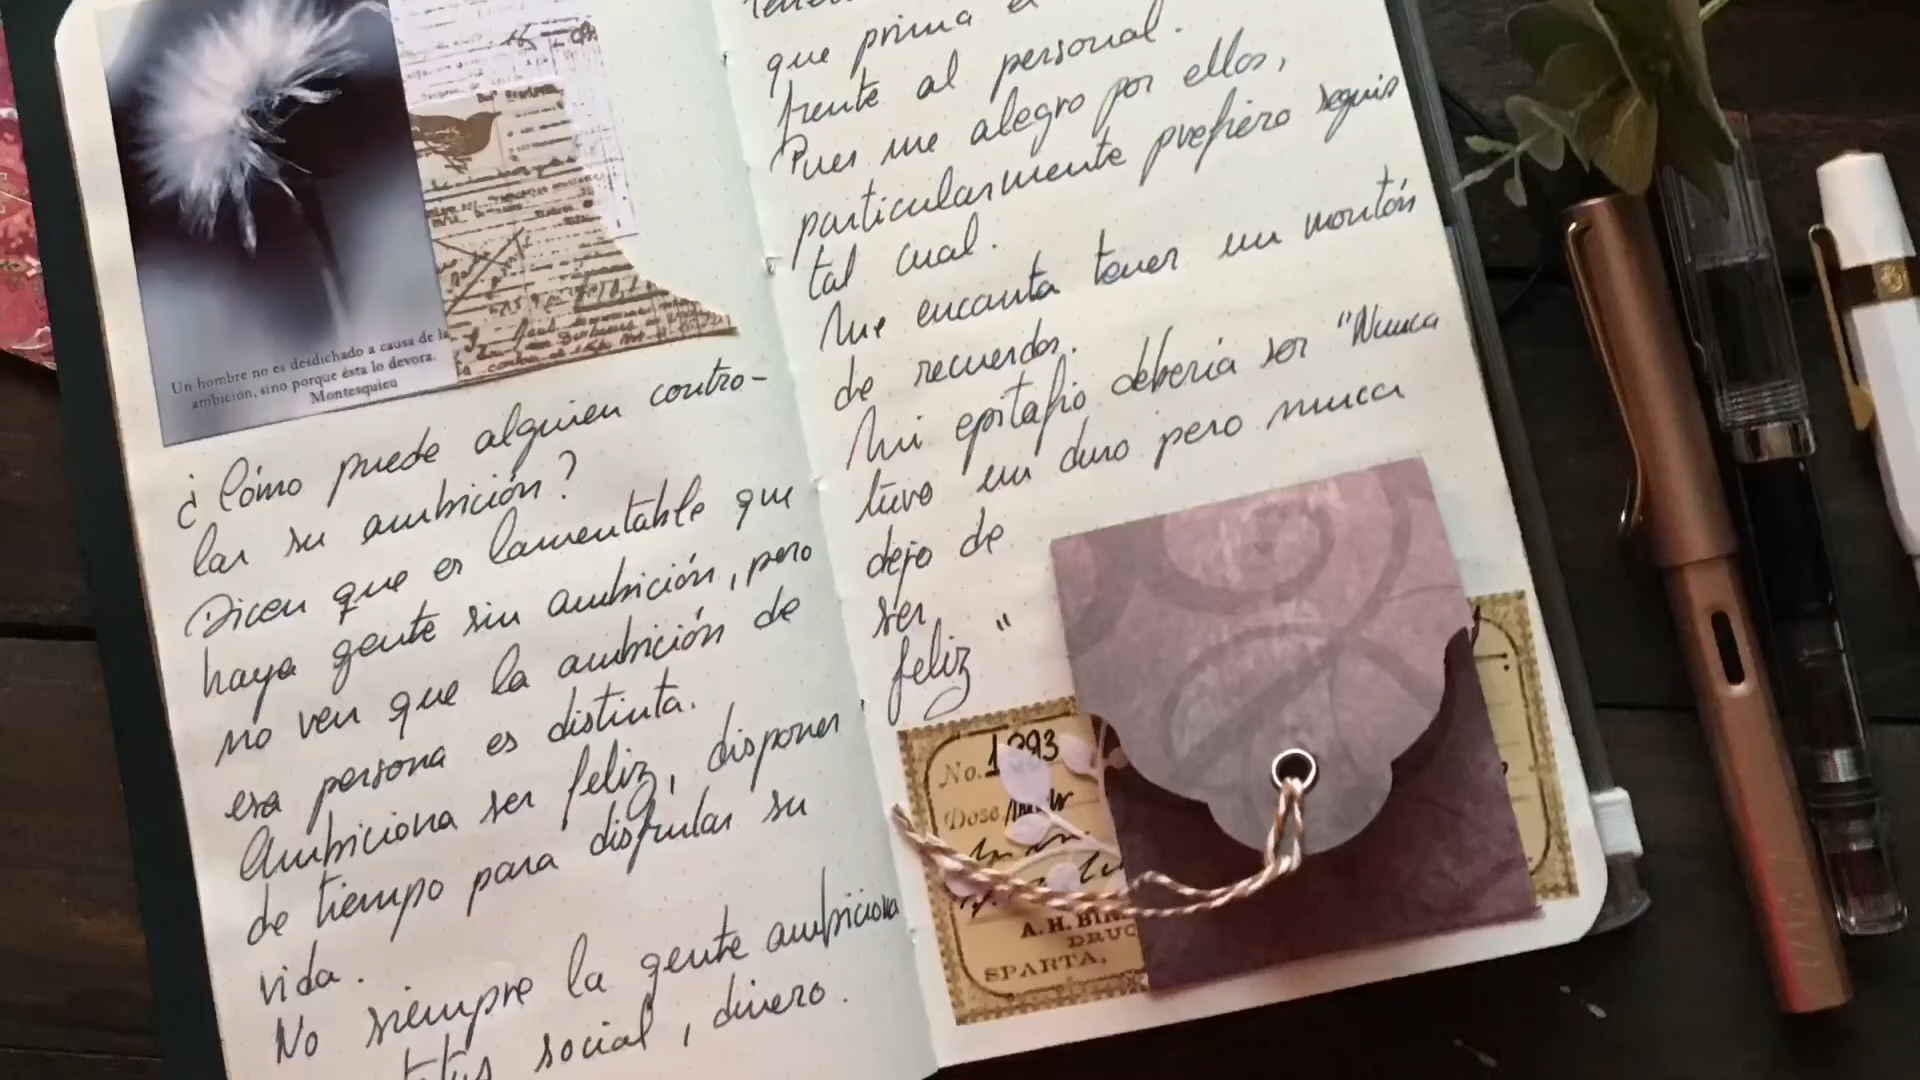 Un hombre no es desdichado a causa de la
ambición, sino porque ésta lo devora.
Montesquieu
¿Cómo puede alguien contro-
lar su ambición?
Dicen que es lamentable que
haya gente sin ambición, pero
no ven que la ambición de
esa persona es distinta.
Ambiciona ser feliz, disponer
de tiempo para disfrutar su
vida.
No siempre la gente ambiciona
social, dinero.
que prima
frente al personal.
Pues me alegro por ellos,
particularmente prefiero seguir
tal cual.
Me encanta tener un montón
de recuerdos.
Mi epitafio debería ser "Nunca
tuvo un duro pero nunca
dejo de
ser
feliz"
No. 1893
Dose
A. H. BI
DRUG
SPARTA,